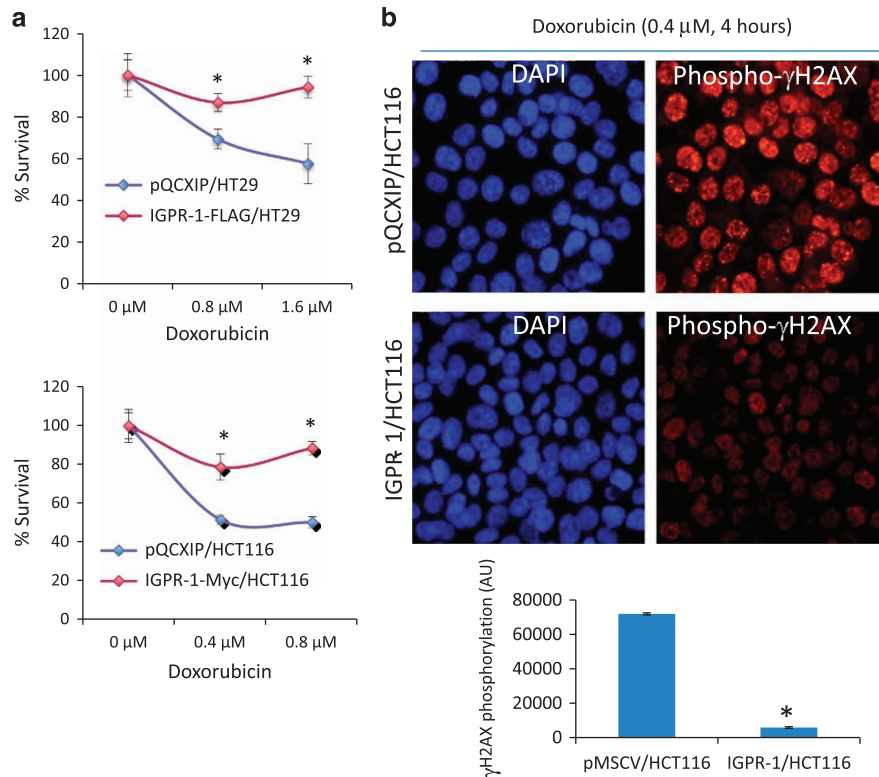 a
120
100
80
60
40
20
0
% Survival
*
*
pQCXIP/HT29
IGPR-1-FLAG/HT29
0 µM
0.8 µM
1.6 µM
Doxorubicin
120
100
80
60
40
20
0
% Survival
*
*
pQCXIP/HCT116
IGPR-1-Myc/HCT116
0 µM
0.4 µM
0.8 µM
Doxorubicin
b
Doxorubicin (0.4 µM, 4 hours)
pQCXIP/HCT116
DAPI
Phospho-γH2AX
IGPR-1/HCT116
DAPI
Phospho-γH2AX
γH2AX phosphorylation (AU)
80000
60000
40000
20000
0
*
pMSCV/HCT116
IGPR-1/HCT116